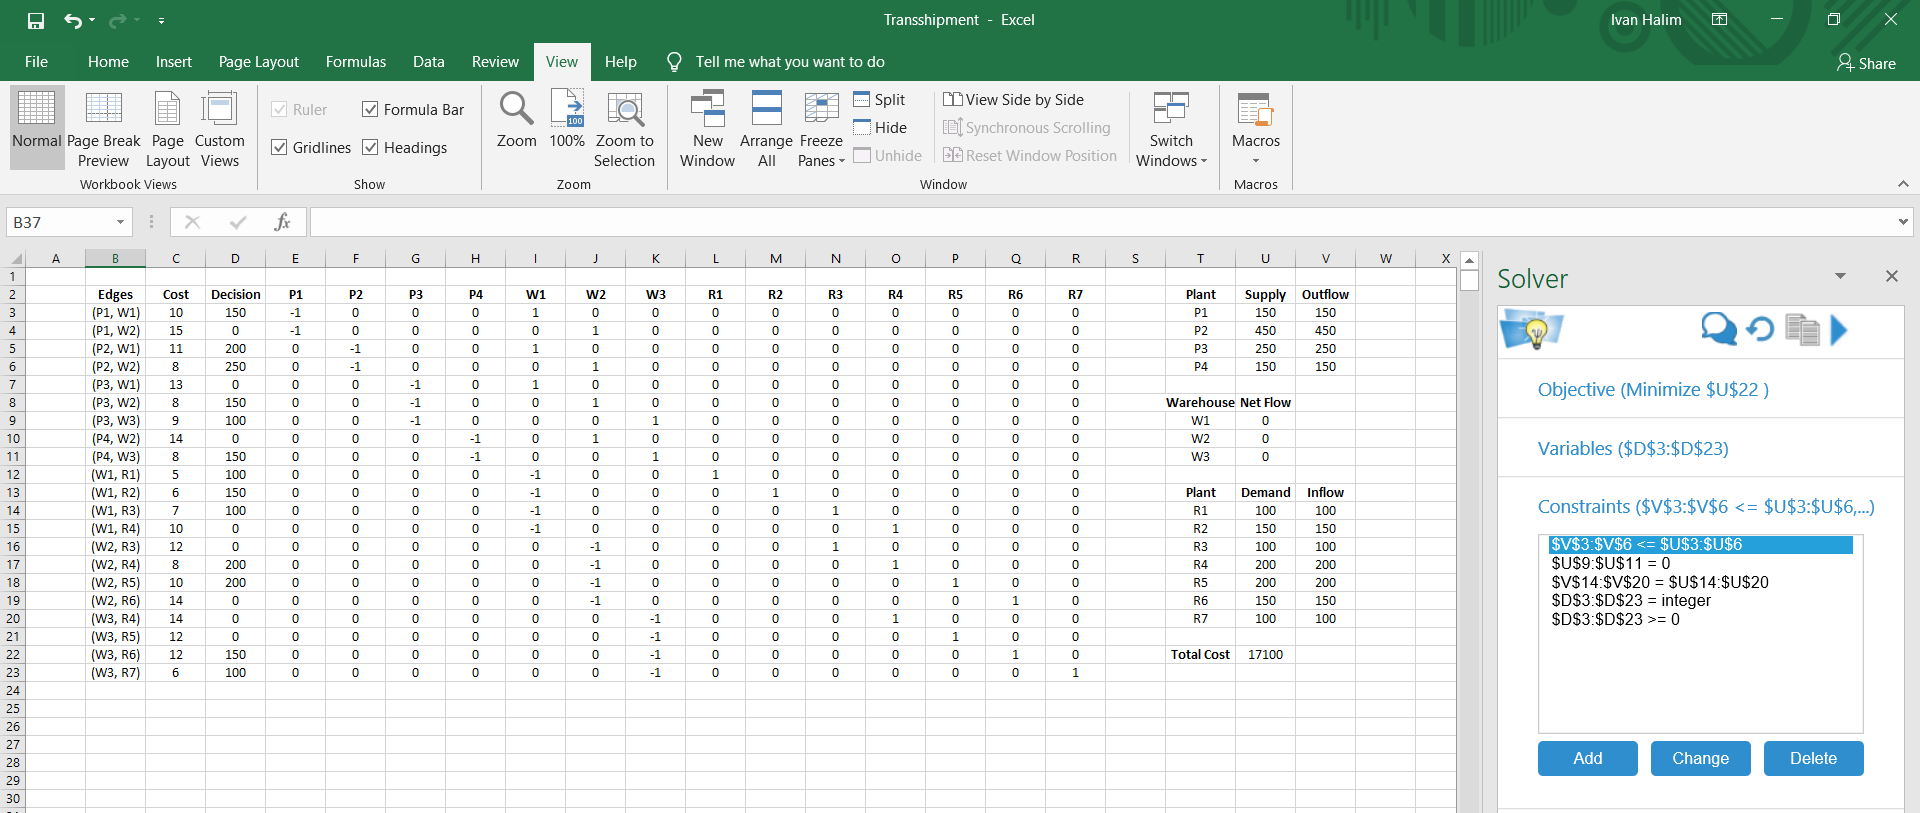 Transshipment - Excel
Ivan Halim
File Home Insert Page Layout Formulas Data Review View Help Tell me what you want to do
Share
Normal Page Break Preview Page Layout Custom Views
Workbook Views
Ruler Formula Bar
Gridlines Headings
Show
Zoom 100% Zoom to Selection
100
Zoom
New Window Arrange All Freeze Panes
Split
Hide
Unhide
View Side by Side
Synchronous Scrolling
Reset Window Position
Switch Windows
Window
Macros
Macros
B37 fx
A B C D E F G H I J K L M N O P Q R S T U V W X
1
2 Edges Cost Decision P1 P2 P3 P4 W1 W2 W3 R1 R2 R3 R4 R5 R6 R7 Plant Supply Outflow
3 (P1, W1) 10 150 -1 0 0 0 1 0 0 0 0 0 0 0 0 0 P1 150 150
4 (P1, W2) 15 0 -1 0 0 0 0 1 0 0 0 0 0 0 0 0 P2 450 450
5 (P2, W1) 11 200 0 -1 0 0 1 0 0 0 0 0 0 0 0 0 P3 250 250
6 (P2, W2) 8 250 0 -1 0 0 0 1 0 0 0 0 0 0 0 0 P4 150 150
7 (P3, W1) 13 0 0 0 -1 0 1 0 0 0 0 0 0 0 0 0
8 (P3, W2) 8 150 0 0 -1 0 0 1 0 0 0 0 0 0 0 0 Warehouse Net Flow
9 (P3, W3) 9 100 0 0 -1 0 0 0 1 0 0 0 0 0 0 0 W1 0
10 (P4, W2) 14 0 0 0 0 -1 0 1 0 0 0 0 0 0 0 0 W2 0
11 (P4, W3) 8 150 0 0 0 -1 0 0 1 0 0 0 0 0 0 0 W3 0
12 (W1, R1) 5 100 0 0 0 0 -1 0 0 1 0 0 0 0 0 0
13 (W1, R2) 6 150 0 0 0 0 -1 0 0 0 1 0 0 0 0 0 Plant Demand Inflow
14 (W1, R3) 7 100 0 0 0 0 -1 0 0 0 0 1 0 0 0 0 R1 100 100
15 (W1, R4) 10 0 0 0 0 0 -1 0 0 0 0 0 1 0 0 0 R2 150 150
16 (W2, R3) 12 0 0 0 0 0 0 -1 0 0 0 1 0 0 0 0 R3 100 100
17 (W2, R4) 8 200 0 0 0 0 0 -1 0 0 0 0 1 0 0 0 R4 200 200
18 (W2, R5) 10 200 0 0 0 0 0 -1 0 0 0 0 0 1 0 0 R5 200 200
19 (W2, R6) 14 0 0 0 0 0 0 -1 0 0 0 0 0 0 1 0 R6 150 150
20 (W3, R4) 14 0 0 0 0 0 0 0 -1 0 0 0 1 0 0 0 R7 100 100
21 (W3, R5) 12 0 0 0 0 0 0 0 -1 0 0 0 0 1 0 0
22 (W3, R6) 12 150 0 0 0 0 0 0 -1 0 0 0 0 0 1 0 Total Cost 17100
23 (W3, R7) 6 100 0 0 0 0 0 0 -1 0 0 0 0 0 0 1
24
25
26
27
28
29
30
Solver
Objective (Minimize $U$22 )
Variables ($D$3:$D$23)
Constraints ($V$3:$V$6 <= $U$3:$U$6,...)
$V$3:$V$6 <= $U$3:$U$6
$U$9:$U$11 = 0
$V$14:$V$20 = $U$14:$U$20
$D$3:$D$23 = integer
$D$3:$D$23 >= 0
Add Change Delete